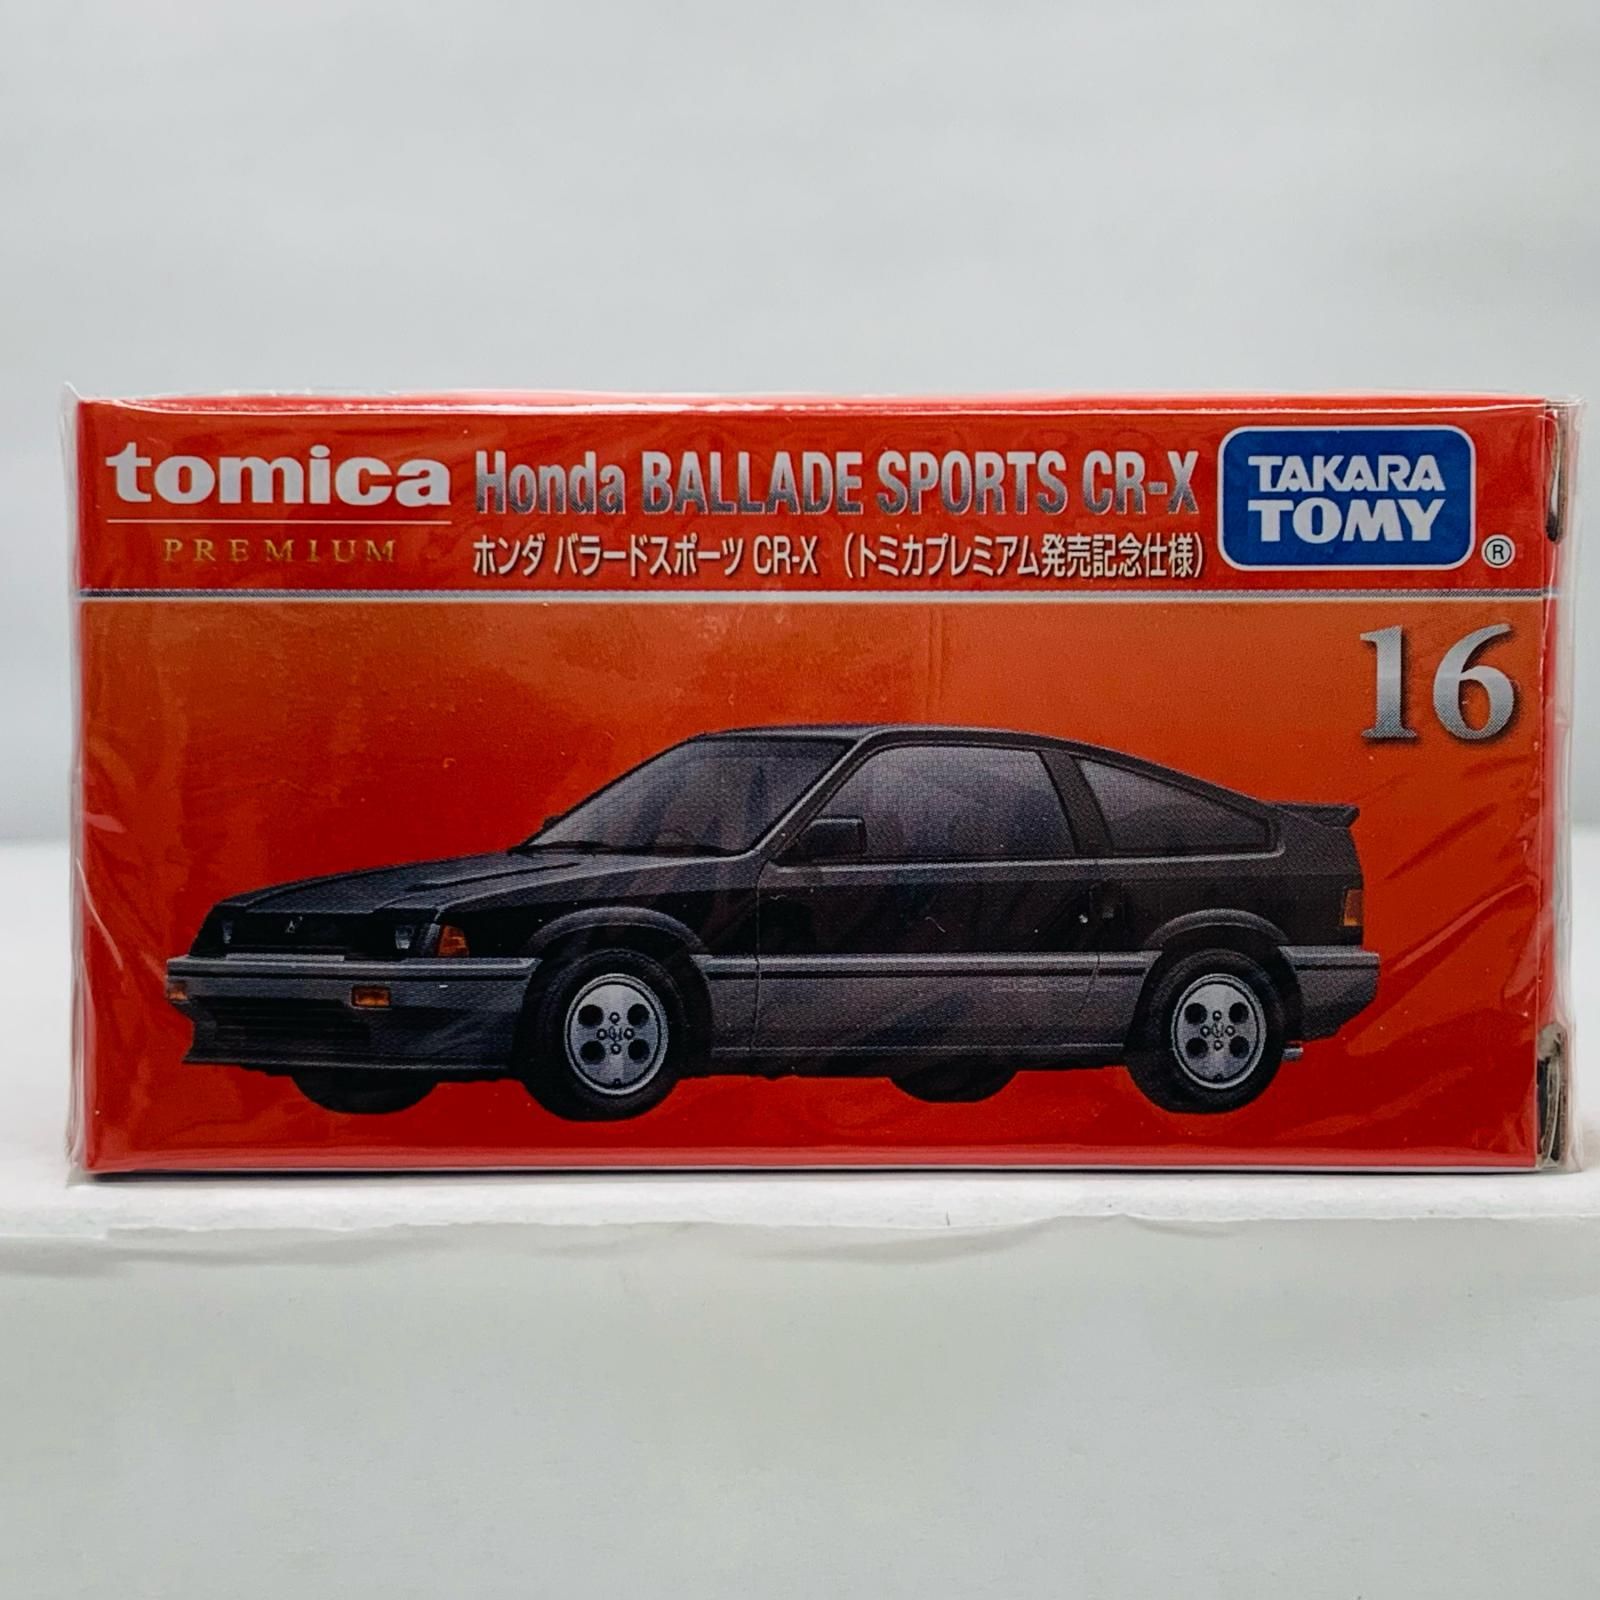 tomica
PREMIUM
Honda BALLADE SPORTS CR-X
ホンダ バラードスポーツ CR-X （トミカプレミアム発売記念仕様）
TAKARA
TOMY
®
16